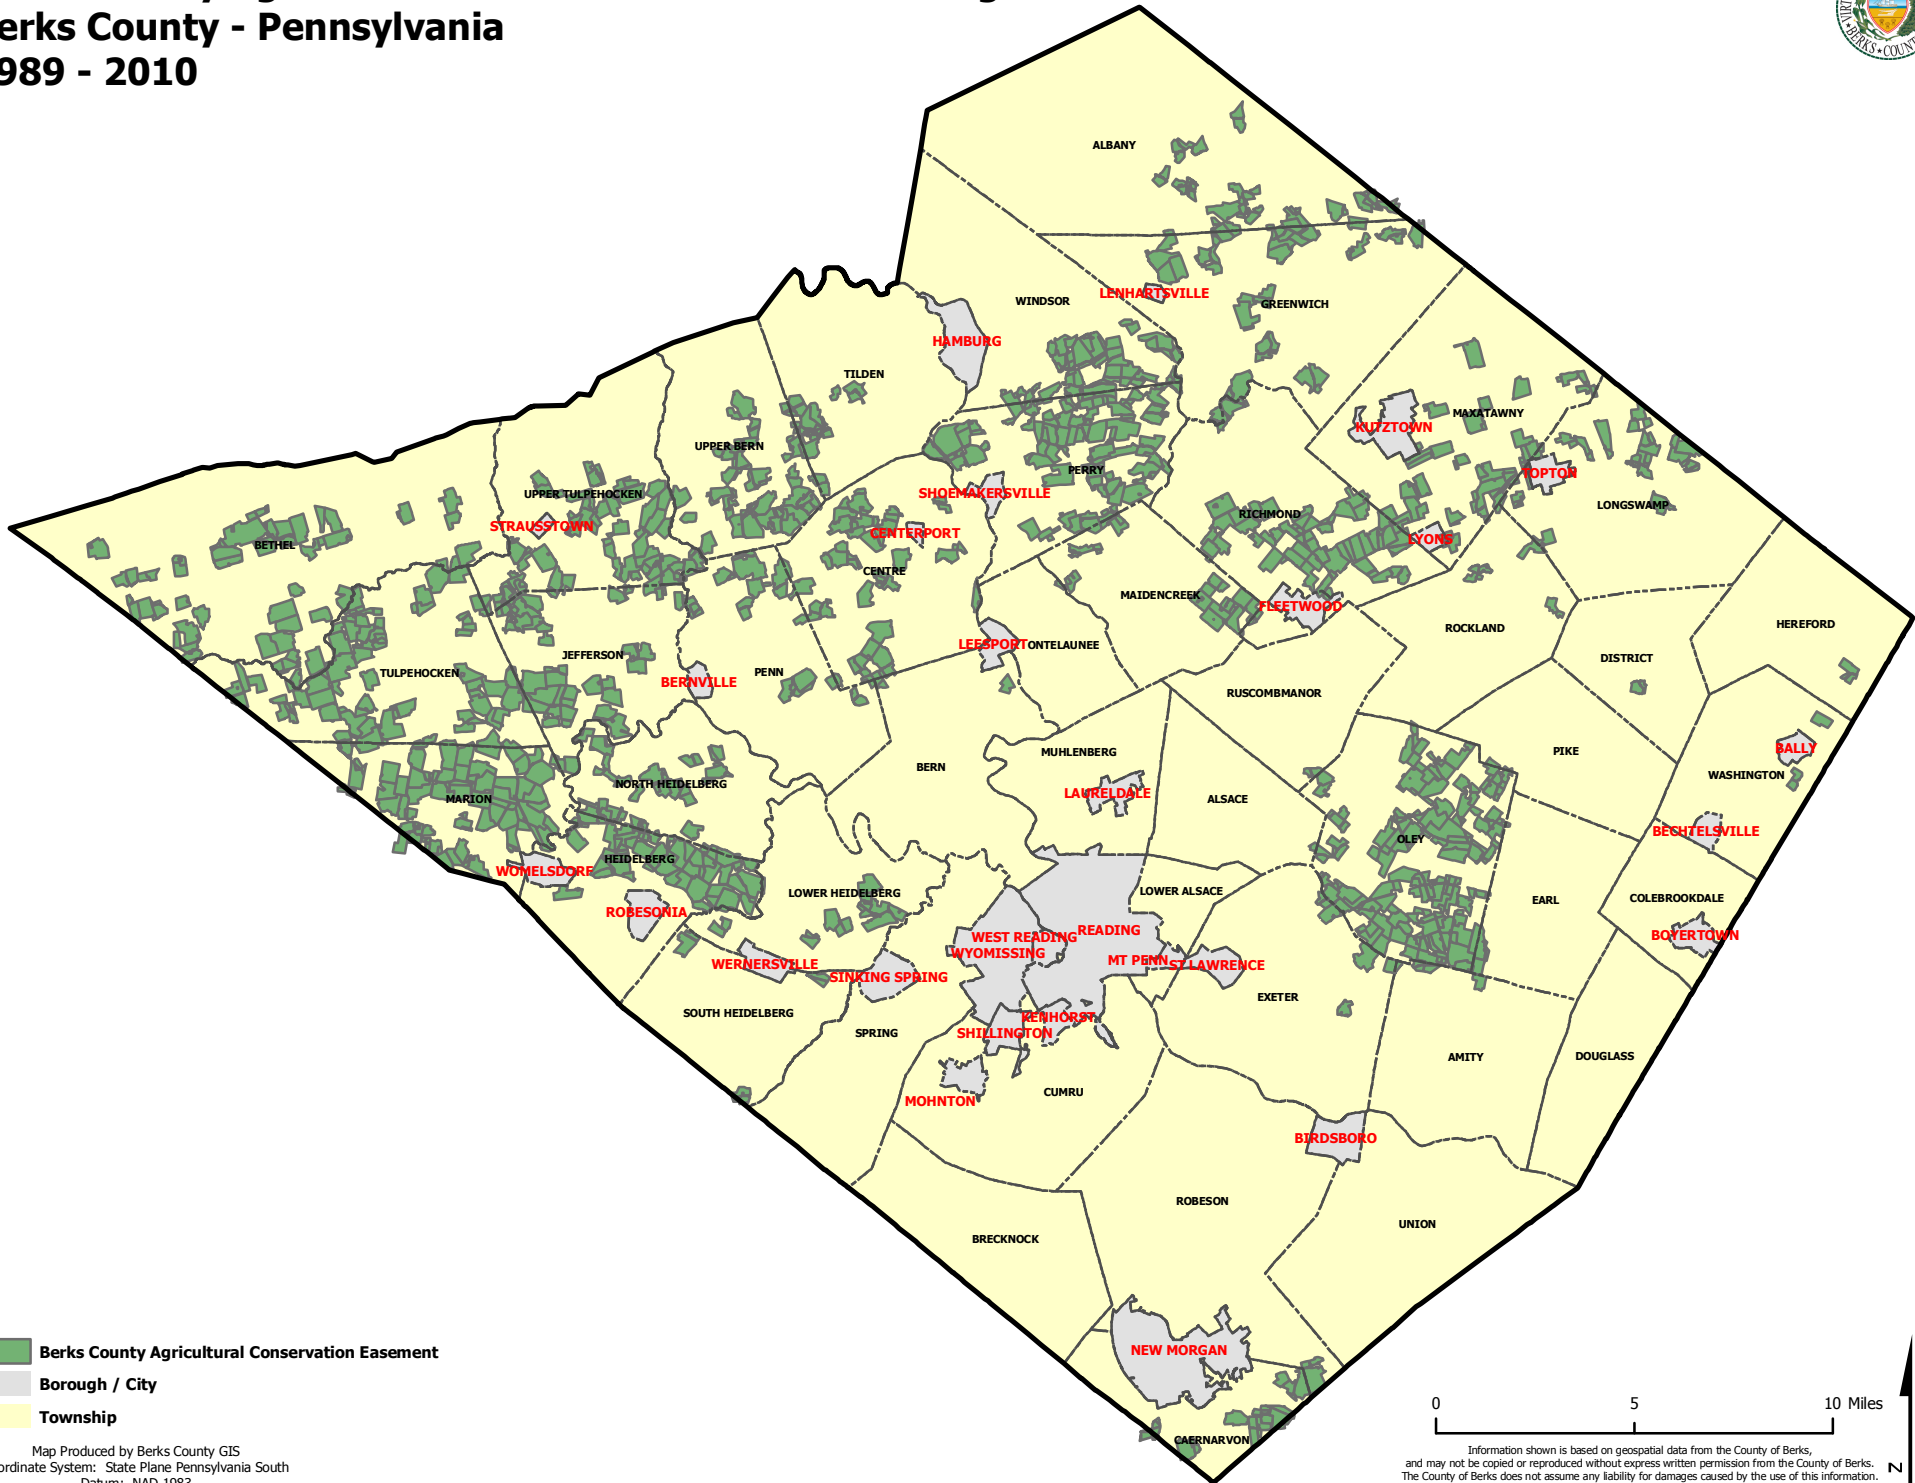 erks County - Pennsylvania
989 - 2010
VIRT
BERKS COUNT
ALBANY
WINDSOR
LENHARTSVILLE
GREENWICH
HAMBURG
TILDEN
MAXATAWNY
KUTZTOWN
UPPER BERN
PERRY
TOPTON
UPPER TULPEHOCKEN
SHOEMAKERSVILLE
LONGSWAMP
RICHMOND
STRAUSSTOWN
CENTERPORT
LYONS
BETHEL
CENTRE
MAIDENCREEK
FLEETWOOD
HEREFORD
ROCKLAND
LEESPORT
ONTELAUNEE
JEFFERSON
DISTRICT
TULPEHOCKEN
BERNVILLE
PENN
RUSCOMBMANOR
MUHLENBERG
PIKE
BALLY
BERN
WASHINGTON
NORTH HEIDELBERG
LAURELDALE
MARION
ALSACE
BECHTELSVILLE
OLEY
HEIDELBERG
WOMELSDORF
LOWER HEIDELBERG
LOWER ALSACE
EARL
COLEBROOKDALE
ROBESONIA
READING
WEST READING
BOYERTOWN
WYOMISSING
WERNERSVILLE
MT PENN
ST LAWRENCE
SINKING SPRING
EXETER
SOUTH HEIDELBERG
KENHORST
SPRING
SHILLINGTON
AMITY
DOUGLASS
CUMRU
MOHNTON
BIRDSBORO
ROBESON
UNION
BRECKNOCK
NEW MORGAN
CAERNARVON
Berks County Agricultural Conservation Easement
Borough / City
Township
Map Produced by Berks County GIS
ordinate System: State Plane Pennsylvania South
Datum: NAD 1983
0 5 10 Miles
Information shown is based on geospatial data from the County of Berks,
and may not be copied or reproduced without express written permission from the County of Berks.
The County of Berks does not assume any liability for damages caused by the use of this information.
N